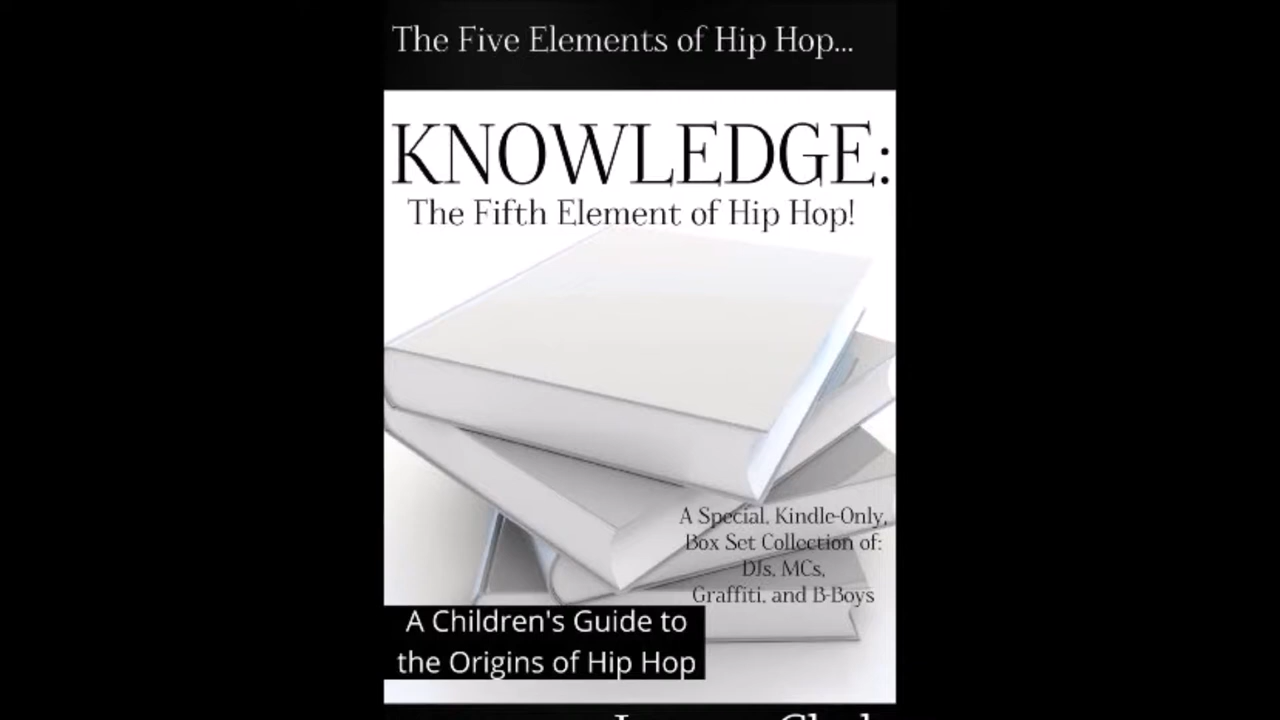 The Five Elements of Hip Hop...
KNOWLEDGE:
The Fifth Element of Hip Hop!
A Special, Kindle-Only,
Box Set Collection of:
DJs, MCs,
Graffiti, and B-Boys
A Children's Guide to
the Origins of Hip Hop